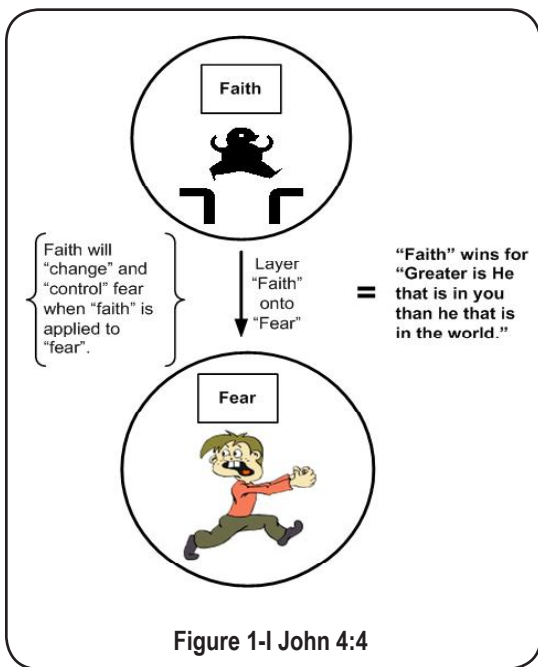 Faith
Faith will
“change” and
“control” fear
when “faith” is
applied to
“fear”.
Layer
“Faith”
onto
“Fear”
=
“Faith” wins for
“Greater is He
that is in you
than he that is
in the world.”
Fear
Figure 1-I John 4:4